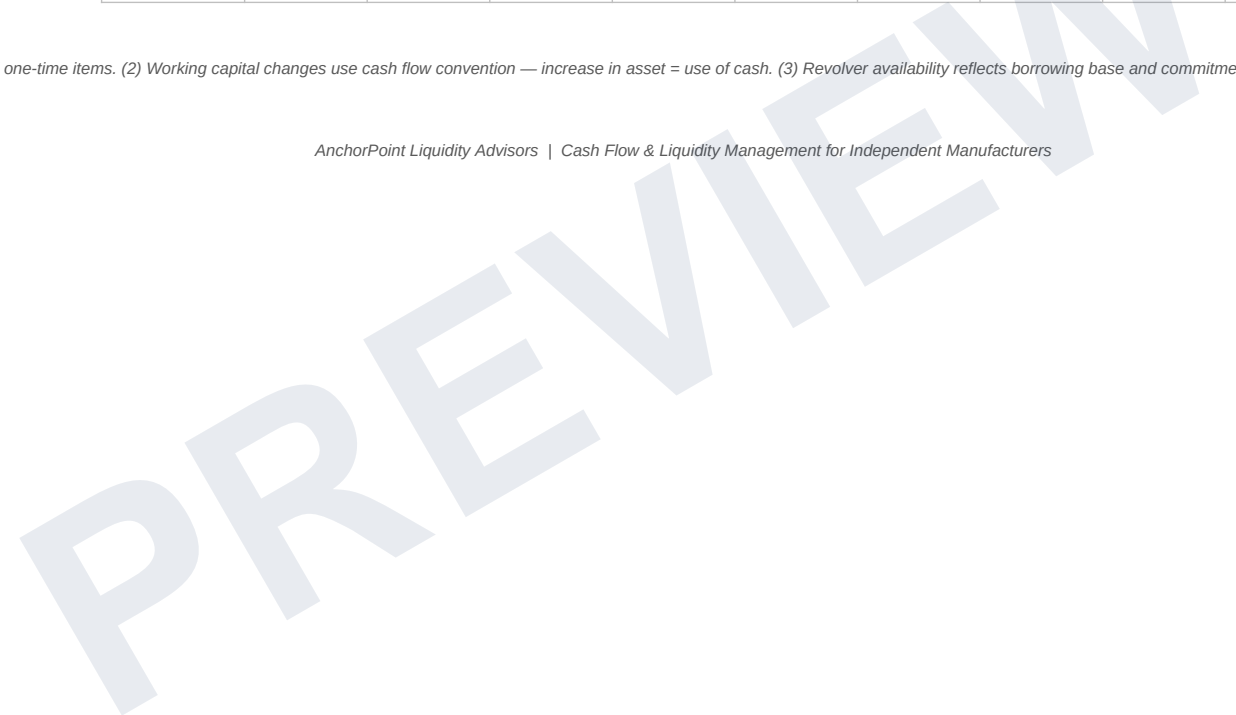 one-time items. (2) Working capital changes use cash flow convention — increase in asset = use of cash. (3) Revolver availability reflects borrowing base and commitme
AnchorPoint Liquidity Advisors | Cash Flow & Liquidity Management for Independent Manufacturers
PREVIEW